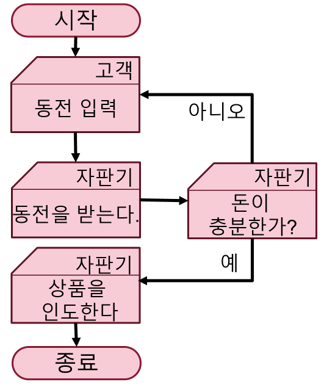 시작
고객
동전 입력
아니오
자판기
동전을 받는다.
자판기
돈이
충분한가?
예
자판기
상품을
인도한다
종료